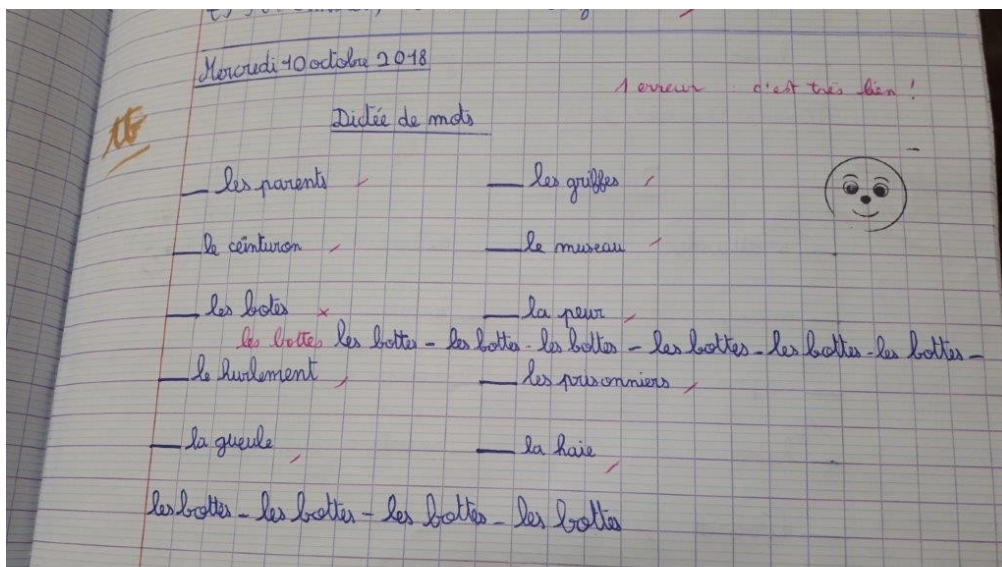 Mercredi 10 octobre 2018
1 erreur c'est très bien !
Dictée de mots
les parents les griffes
le ceinturon le museau
les botes la peur
les bottes les bottes - les bottes - les bottes - les bottes - les bottes - les bottes -
le hurlement les prisonniers
la gueule la haie
les bottes - les bottes - les bottes - les bottes